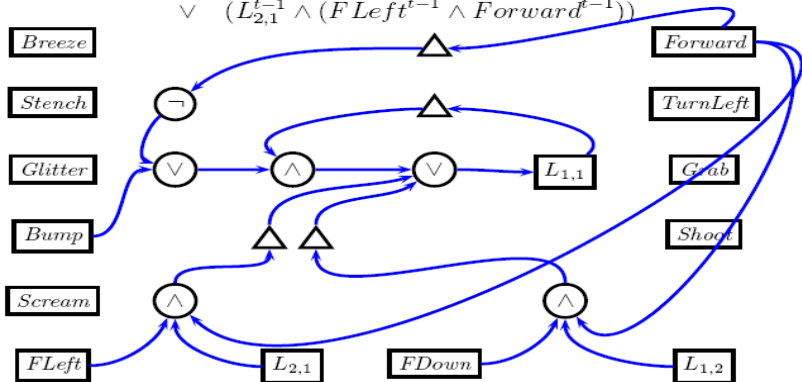 ∨ (L_{2,1}^{t-1} ∧ (FLeft^{t-1} ∧ Forward^{t-1}))
Breeze Forward
Stench ¬ TurnLeft
Glitter ∨ ∧ ∨ L_{1,1} Grab
Bump Shoot
Scream ∧ ∧
FLeft L_{2,1} FDown L_{1,2}